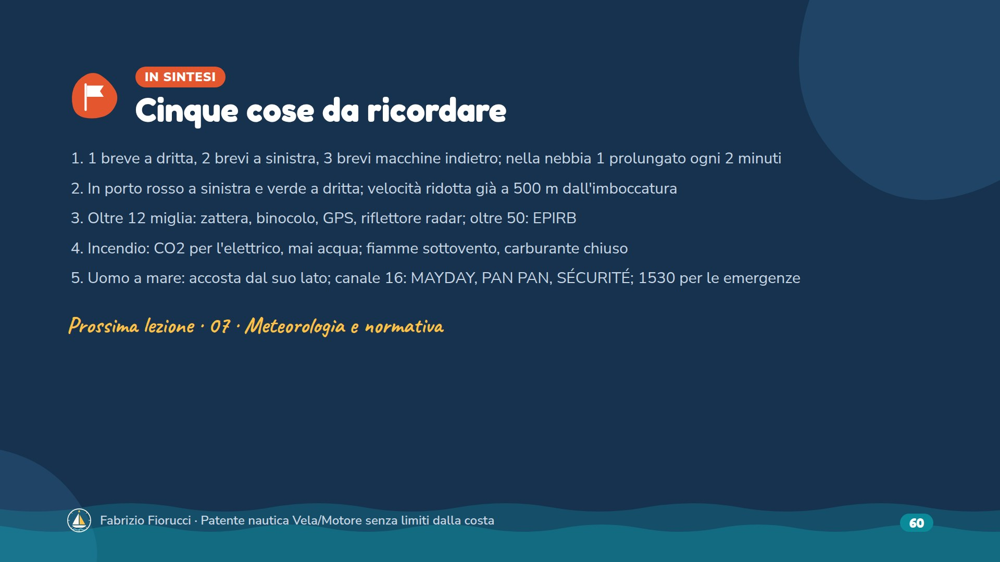 IN SINTESI
Cinque cose da ricordare
1. 1 breve a dritta, 2 brevi a sinistra, 3 brevi macchine indietro; nella nebbia 1 prolungato ogni 2 minuti
2. In porto rosso a sinistra e verde a dritta; velocità ridotta già a 500 m dall'imboccatura
3. Oltre 12 miglia: zattera, binocolo, GPS, riflettore radar; oltre 50: EPIRB
4. Incendio: CO2 per l'elettrico, mai acqua; fiamme sottovento, carburante chiuso
5. Uomo a mare: accosta dal suo lato; canale 16: MAYDAY, PAN PAN, SÉCURITÉ; 1530 per le emergenze
Prossima lezione · 07 · Meteorologia e normativa
Fabrizio Fiorucci · Patente nautica Vela/Motore senza limiti dalla costa
60